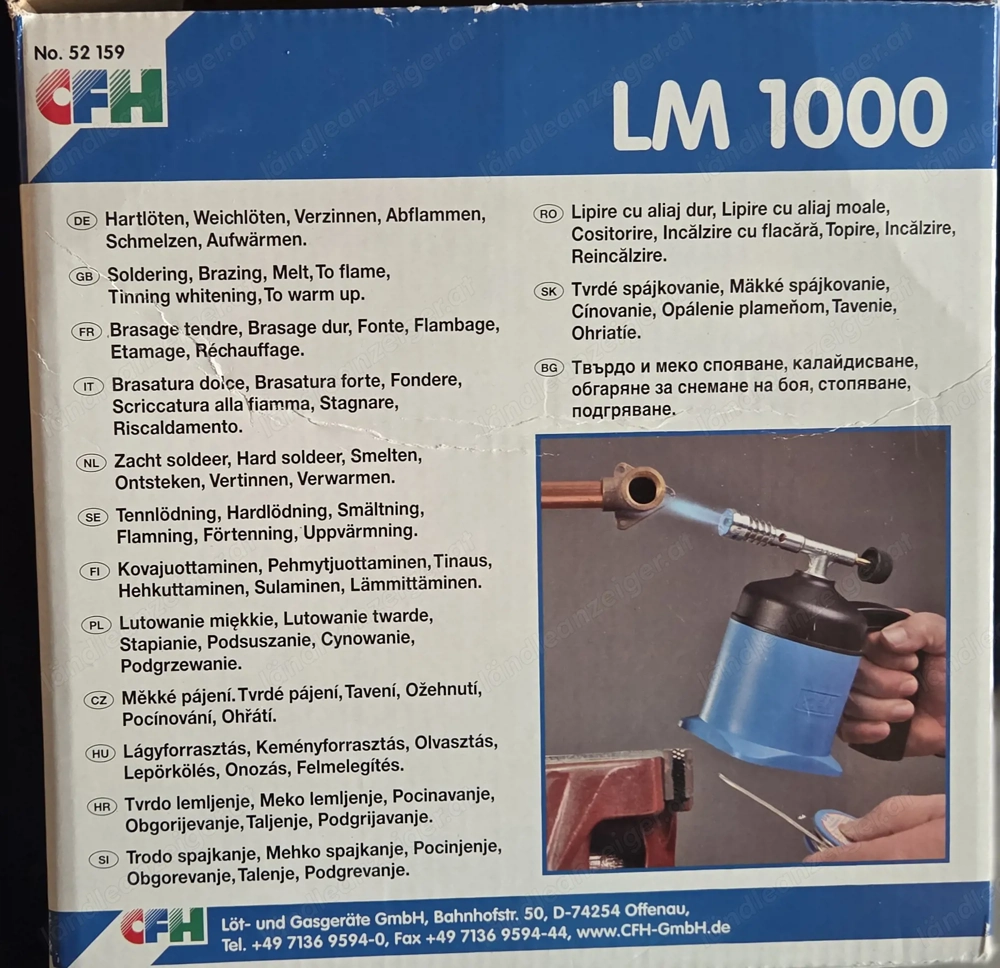 No. 52 159
CFH
LM 1000
DE Hartlöten, Weichlöten, Verzinnen, Abflammen,
Schmelzen, Aufwärmen.
GB Soldering, Brazing, Melt, To flame,
Tinning whitening, To warm up.
FR Brasage tendre, Brasage dur, Fonte, Flambage,
Etamage, Réchauffage.
IT Brasatura dolce, Brasatura forte, Fondere,
Scriccatura alla fiamma, Stagnare,
Riscaldamento.
NL Zacht soldeer, Hard soldeer, Smelten,
Ontsteken, Vertinnen, Verwarmen.
SE Tennlödning, Hardlödning, Smältning,
Flamning, Förtenning, Uppvärmning.
FI Kovajuottaminen, Pehmytjuottaminen, Tinaus,
Hehkuttaminen, Sulaminen, Lämmittäminen.
PL Lutowanie miękkie, Lutowanie twarde,
Stapianie, Podsuszanie, Cynowanie,
Podgrzewanie.
CZ Měkké pájení. Tvrdé pájení, Tavení, Ožehnutí,
Pocínování, Ohřátí.
HU Lágyforrasztás, Keményforrasztás, Olvasztás,
Lepörkölés, Onozás, Felmelegítés.
HR Tvrdo lemljenje, Meko lemljenje, Pocinavanje,
Obgorijevanje, Taljenje, Podgrijavanje.
SI Trodo spajkanje, Mehko spajkanje, Pocinjenje,
Obgorevanje, Talenje, Podgrevanje.
RO Lipire cu aliaj dur, Lipire cu aliaj moale,
Cositorire, Incălzire cu flacără, Topire, Incălzire,
Reincălzire.
SK Tvrdé spájkovanie, Mäkké spájkovanie,
Cínovanie, Opálenie plameňom, Tavenie,
Ohriatíe.
BG Твърдо и меко спояване, калайдисване,
обгаряне за снемане на боя, стопяване,
подгряване.
CFH
Löt- und Gasgeräte GmbH, Bahnhofstr. 50, D-74254 Offenau,
Tel. +49 7136 9594-0, Fax +49 7136 9594-44, www.CFH-GmbH.de
ländleanzeiger.at